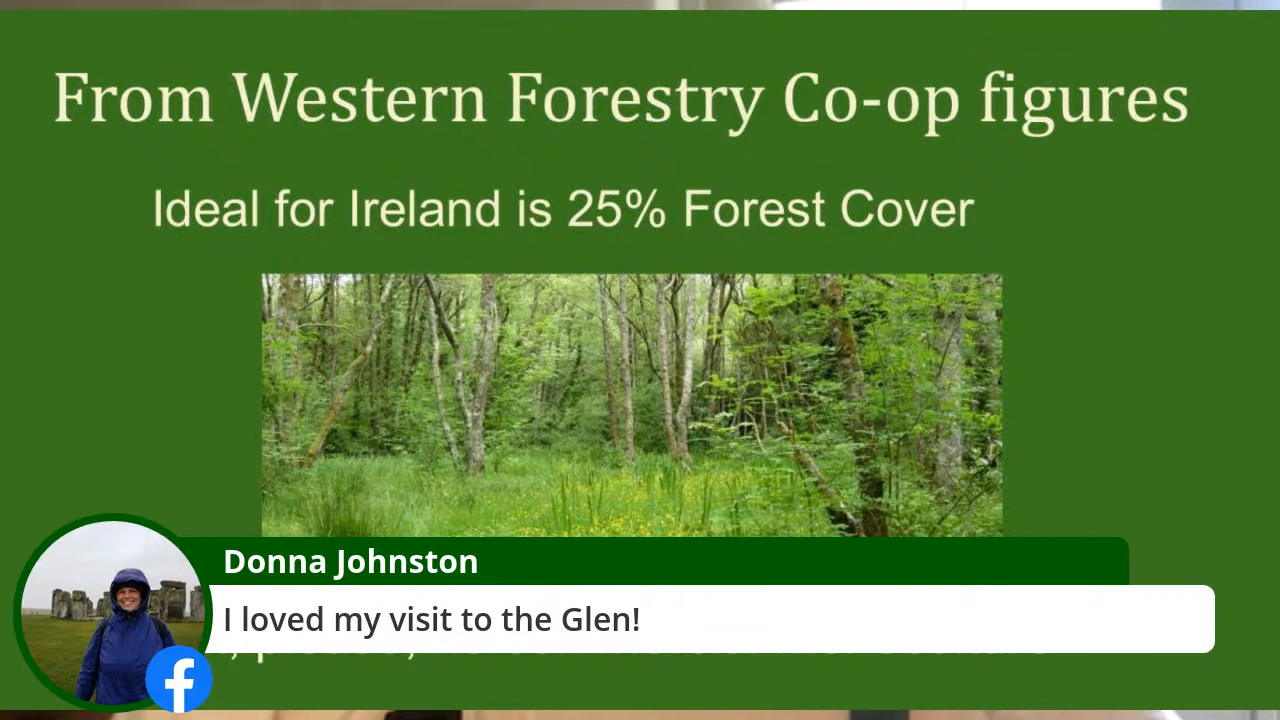 From Western Forestry Co-op figures
Ideal for Ireland is 25% Forest Cover
Donna Johnston
I loved my visit to the Glen!